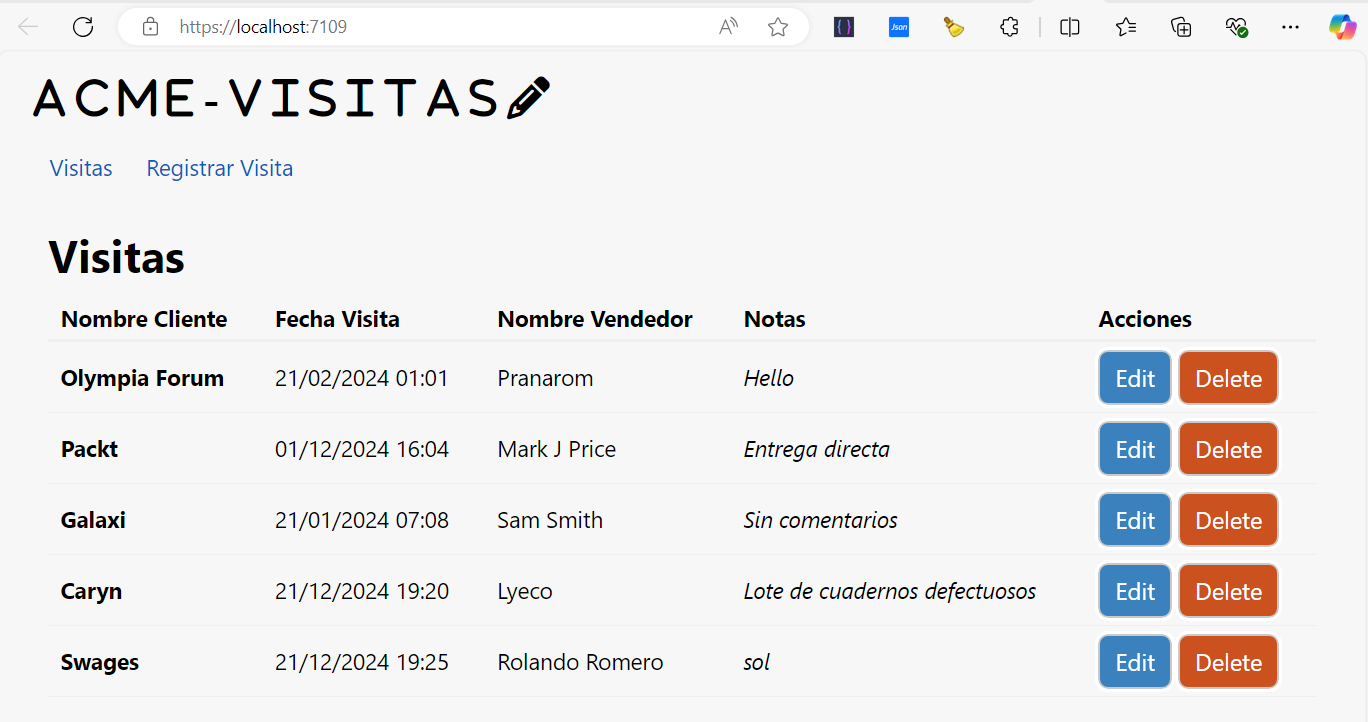 https://localhost:7109
A
{ }
Json
ACME-VISITAS
Visitas Registrar Visita
Visitas
Nombre Cliente Fecha Visita Nombre Vendedor Notas Acciones
Olympia Forum 21/02/2024 01:01 Pranarom Hello Edit Delete
Packt 01/12/2024 16:04 Mark J Price Entrega directa Edit Delete
Galaxi 21/01/2024 07:08 Sam Smith Sin comentarios Edit Delete
Caryn 21/12/2024 19:20 Lyeco Lote de cuadernos defectuosos Edit Delete
Swages 21/12/2024 19:25 Rolando Romero sol Edit Delete